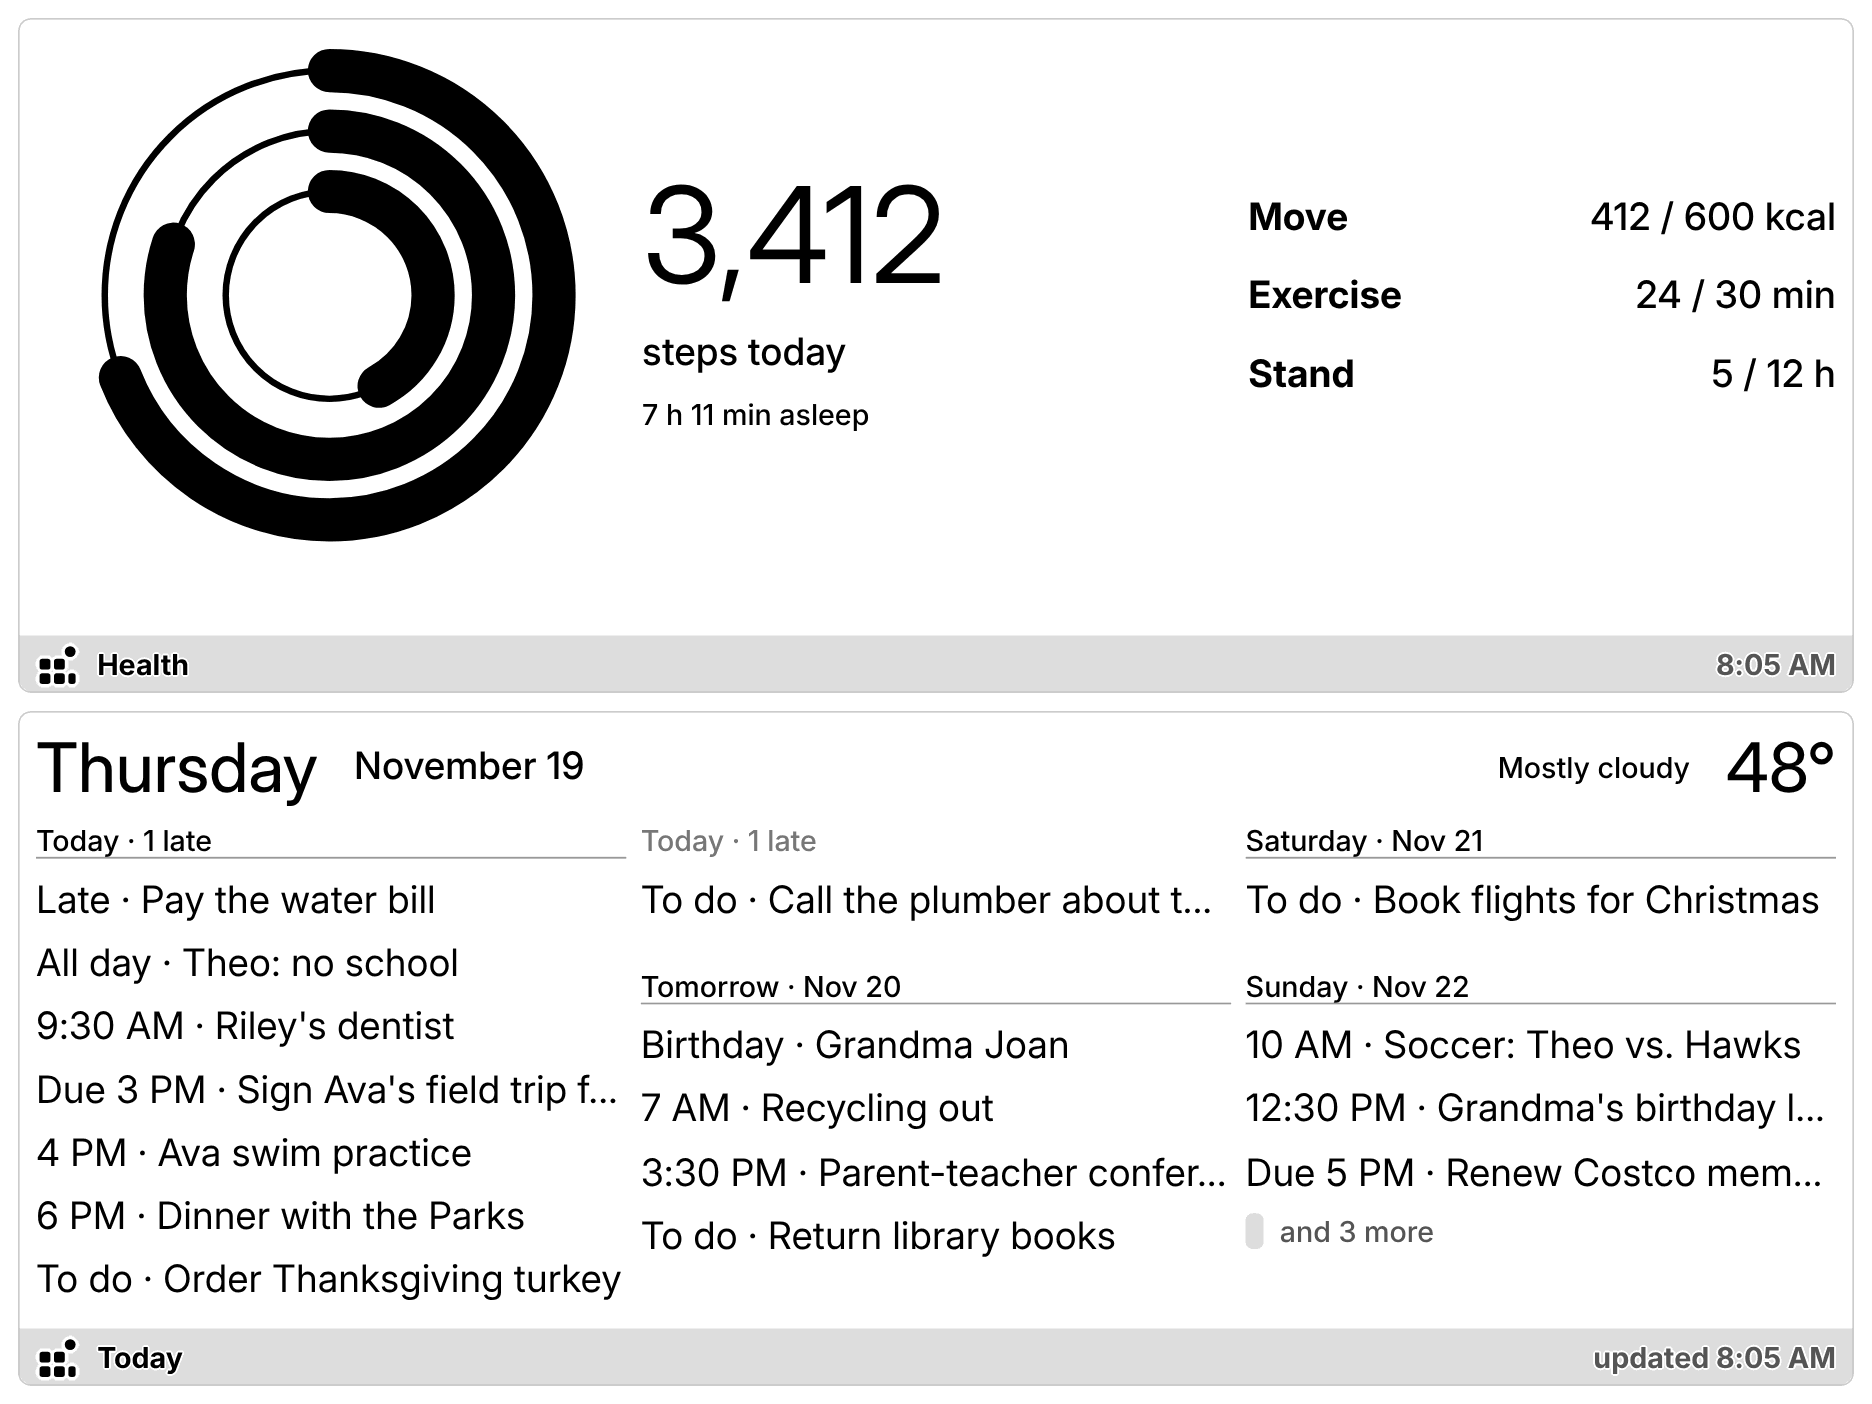 3,412
steps today
7 h 11 min asleep
Move 412 / 600 kcal
Exercise 24 / 30 min
Stand 5 / 12 h
Health 8:05 AM
Thursday November 19 Mostly cloudy 48°
Today · 1 late
Late · Pay the water bill
All day · Theo: no school
9:30 AM · Riley's dentist
Due 3 PM · Sign Ava's field trip f...
4 PM · Ava swim practice
6 PM · Dinner with the Parks
To do · Order Thanksgiving turkey
Today · 1 late
To do · Call the plumber about t...
Tomorrow · Nov 20
Birthday · Grandma Joan
7 AM · Recycling out
3:30 PM · Parent-teacher confer...
To do · Return library books
Saturday · Nov 21
To do · Book flights for Christmas
Sunday · Nov 22
10 AM · Soccer: Theo vs. Hawks
12:30 PM · Grandma's birthday l...
Due 5 PM · Renew Costco mem...
and 3 more
Today updated 8:05 AM